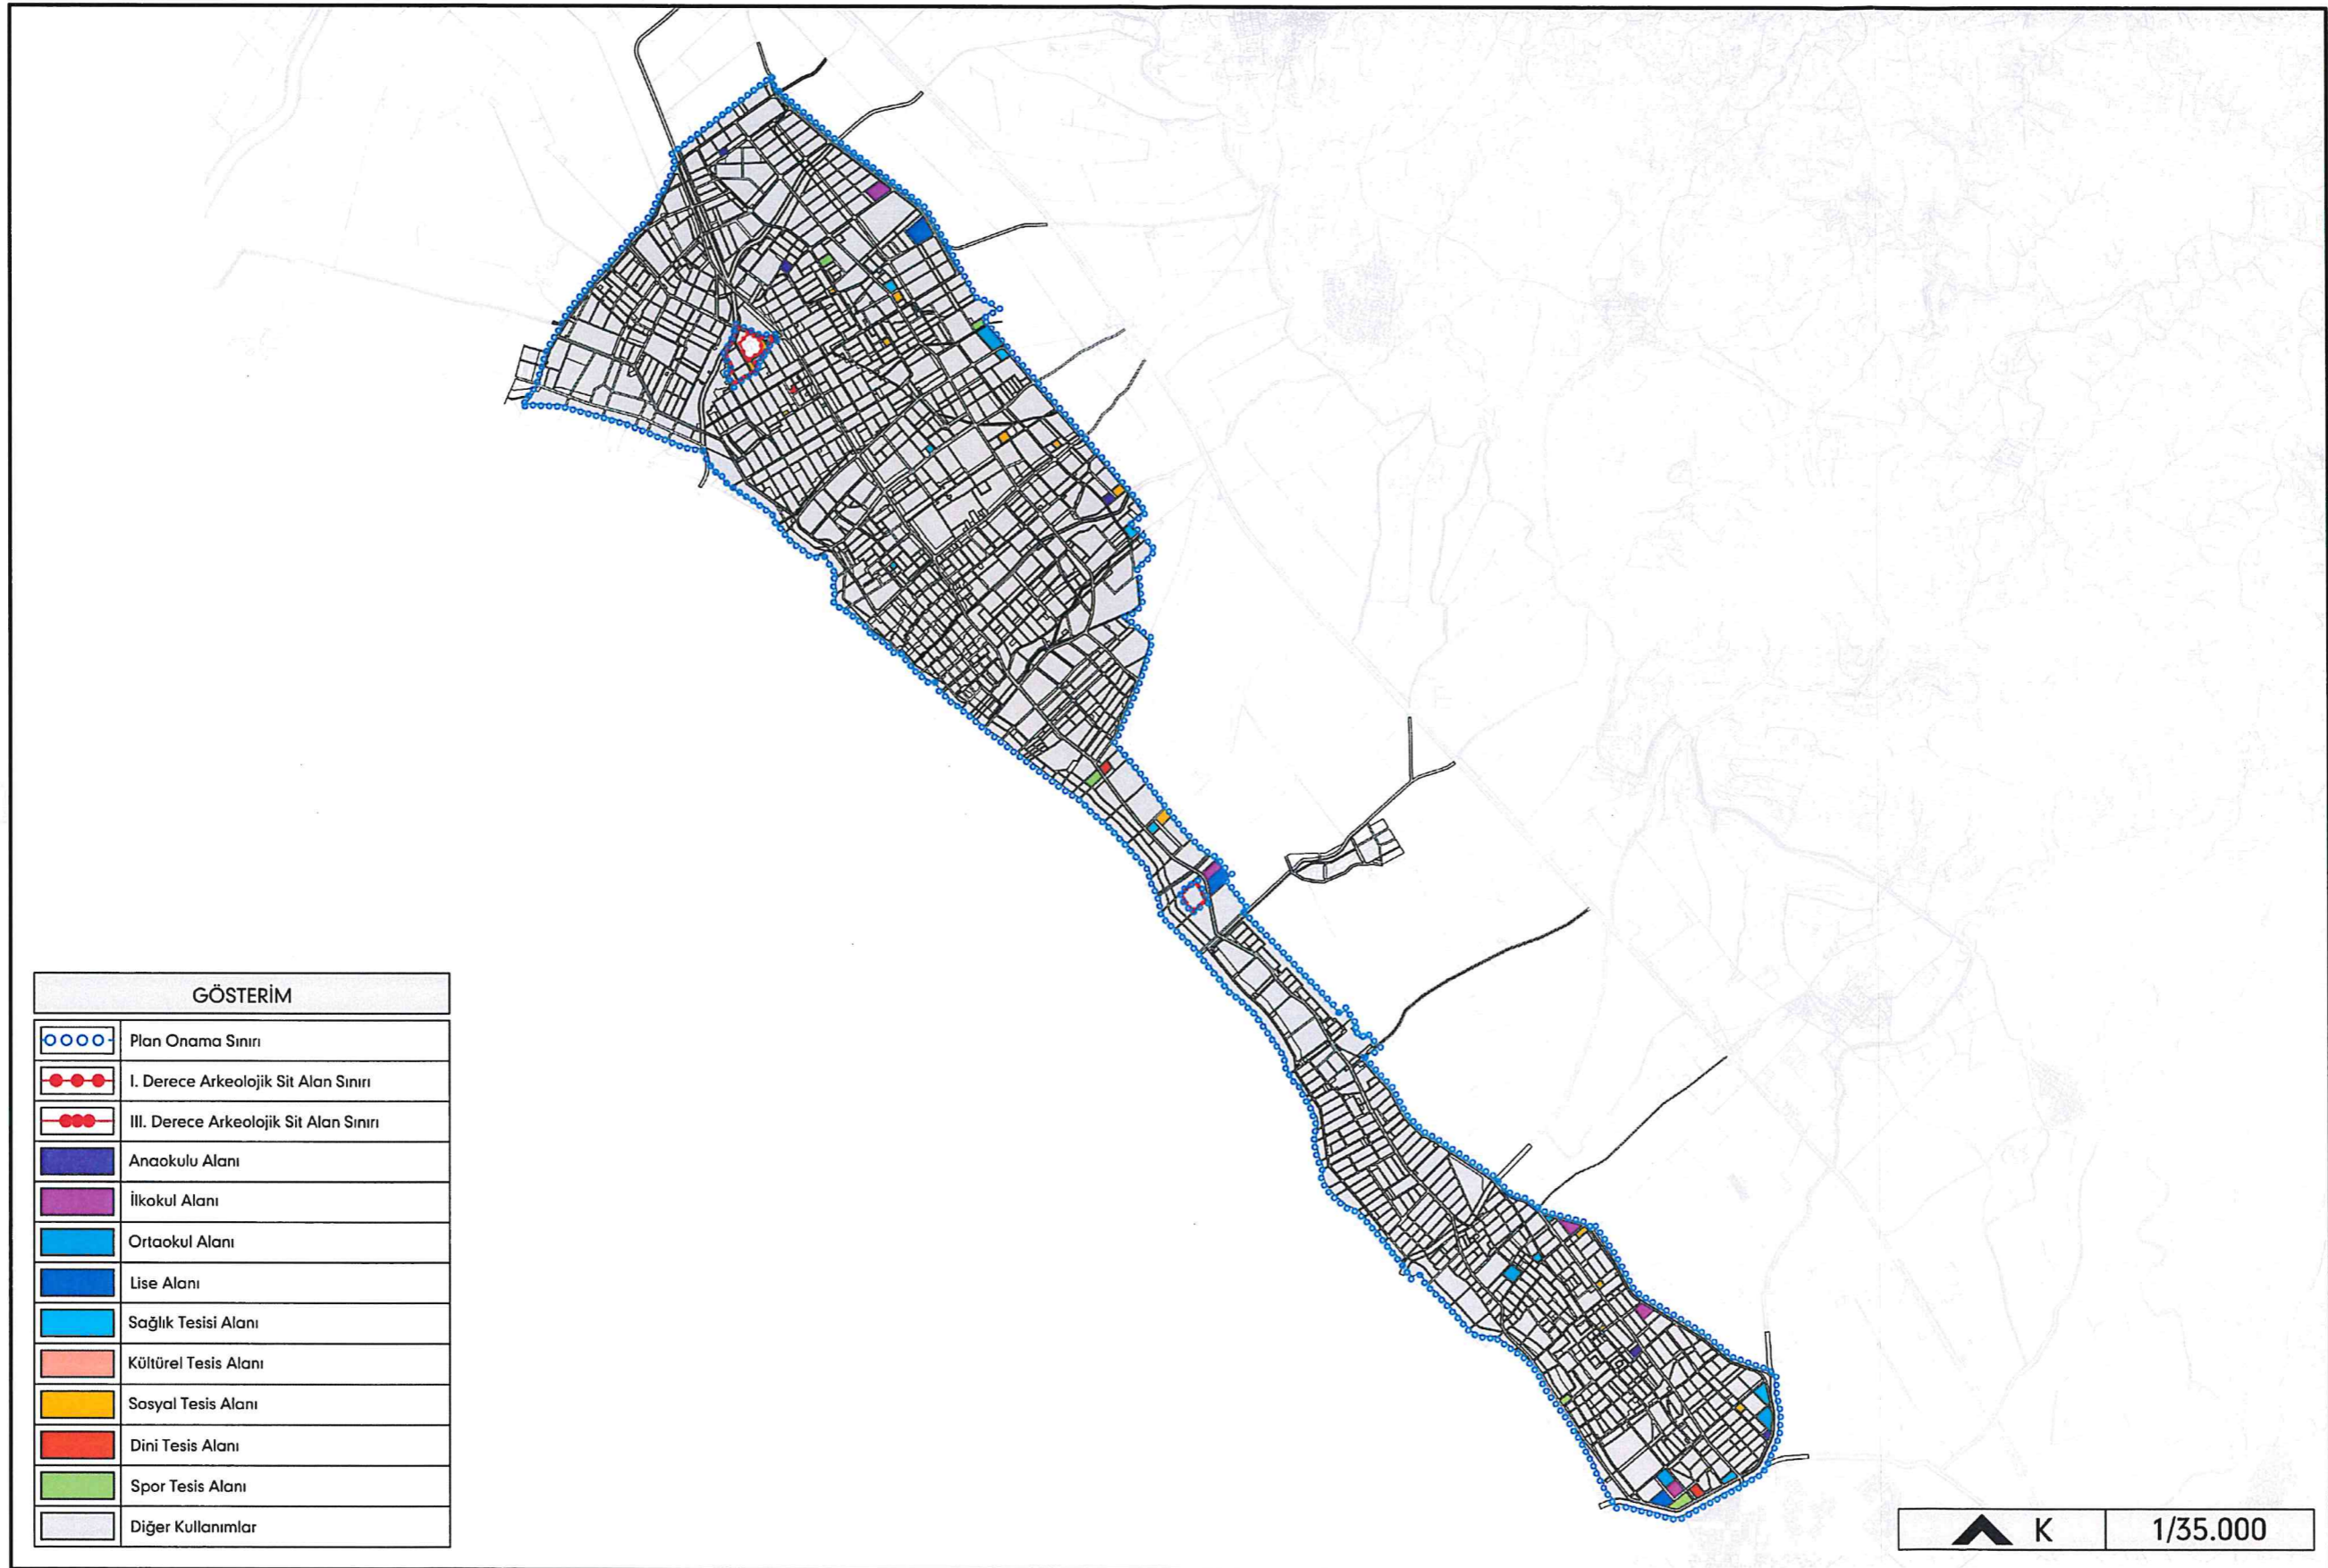 GÖSTERİM
Plan Onama Sınırı
I. Derece Arkeolojik Sit Alan Sınırı
III. Derece Arkeolojik Sit Alan Sınırı
Anaokulu Alanı
İlkokul Alanı
Ortaokul Alanı
Lise Alanı
Sağlık Tesisi Alanı
Kültürel Tesis Alanı
Sosyal Tesis Alanı
Dini Tesis Alanı
Spor Tesis Alanı
Diğer Kullanımlar
K 1/35.000